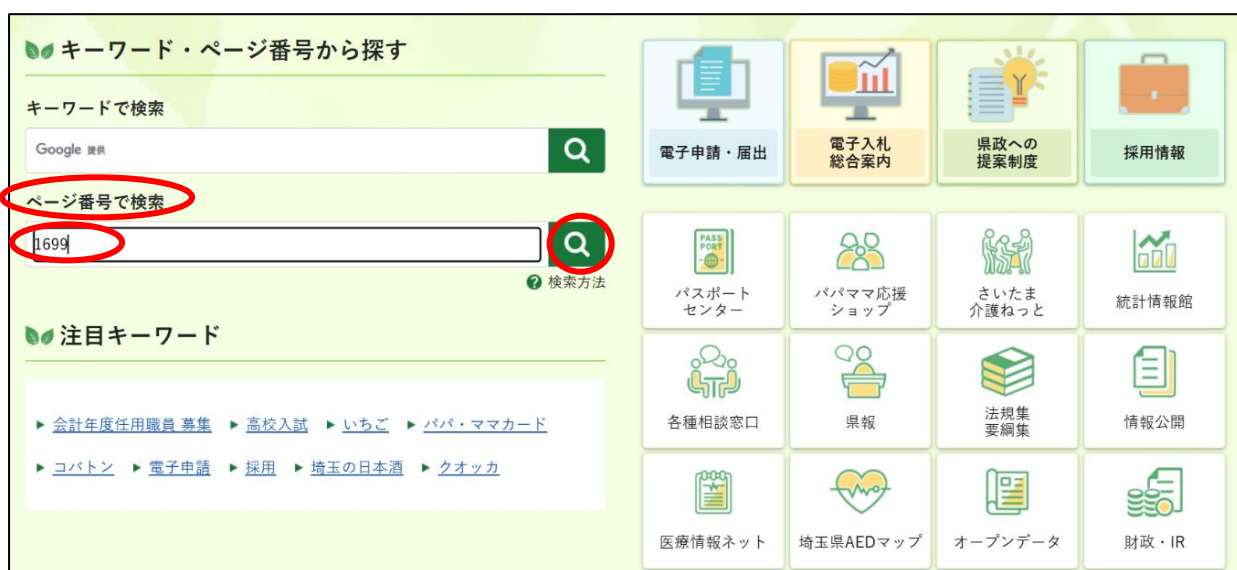 キーワード・ページ番号から探す
キーワードで検索
Google 提供
ページ番号で検索
1699
検索方法
注目キーワード
会計年度任用職員 募集 高校入試 いちご パパ・ママカード
コバトン 電子申請 採用 埼玉の日本酒 クオッカ
電子申請・届出
電子入札
総合案内
県政への
提案制度
採用情報
PASS
PORT
パスポート
センター
パパママ応援
ショップ
さいたま
介護ねっと
統計情報館
各種相談窓口
県報
法規集
要綱集
情報公開
医療情報ネット
埼玉県AEDマップ
オープンデータ
財政・IR